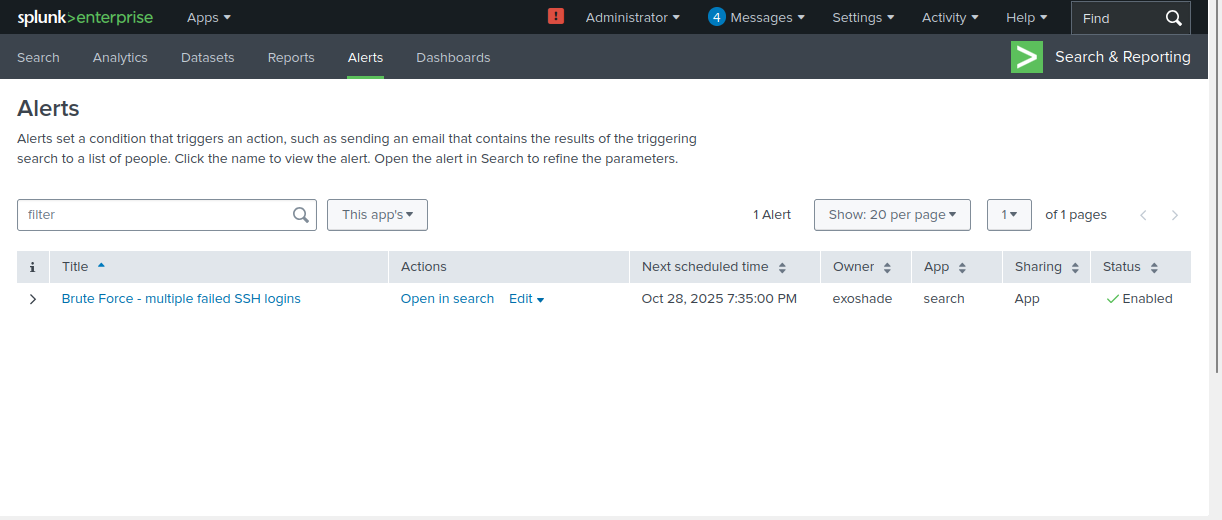 splunk>enterprise Apps Administrator 4 Messages Settings Activity Help Find
Search Analytics Datasets Reports Alerts Dashboards Search & Reporting
Alerts
Alerts set a condition that triggers an action, such as sending an email that contains the results of the triggering
search to a list of people. Click the name to view the alert. Open the alert in Search to refine the parameters.
filter This app's 1 Alert Show: 20 per page 1 of 1 pages
i Title Actions Next scheduled time Owner App Sharing Status
Brute Force - multiple failed SSH logins Open in search Edit Oct 28, 2025 7:35:00 PM exoshade search App Enabled